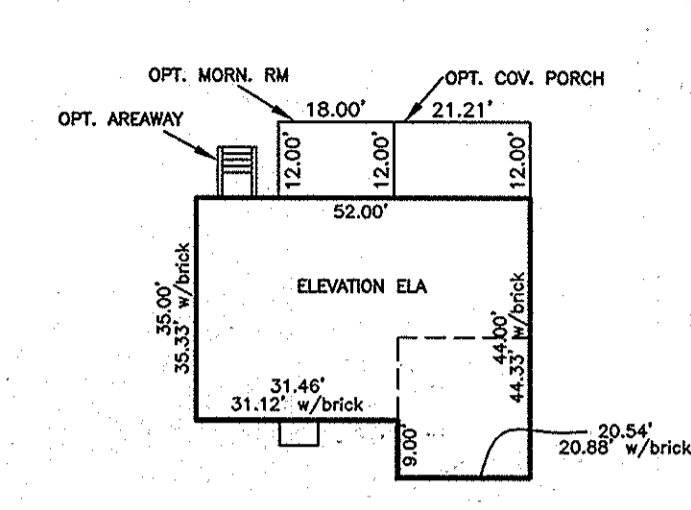 OPT. MORN. RM
OPT. COV. PORCH
18.00'
21.21'
OPT. AREAWAY
12.00'
12.00'
12.00'
52.00'
35.00'
35.33' w/brick
ELEVATION ELA
44.00'
44.33' w/brick
31.46'
31.12' w/brick
9.00'
20.54'
20.88' w/brick